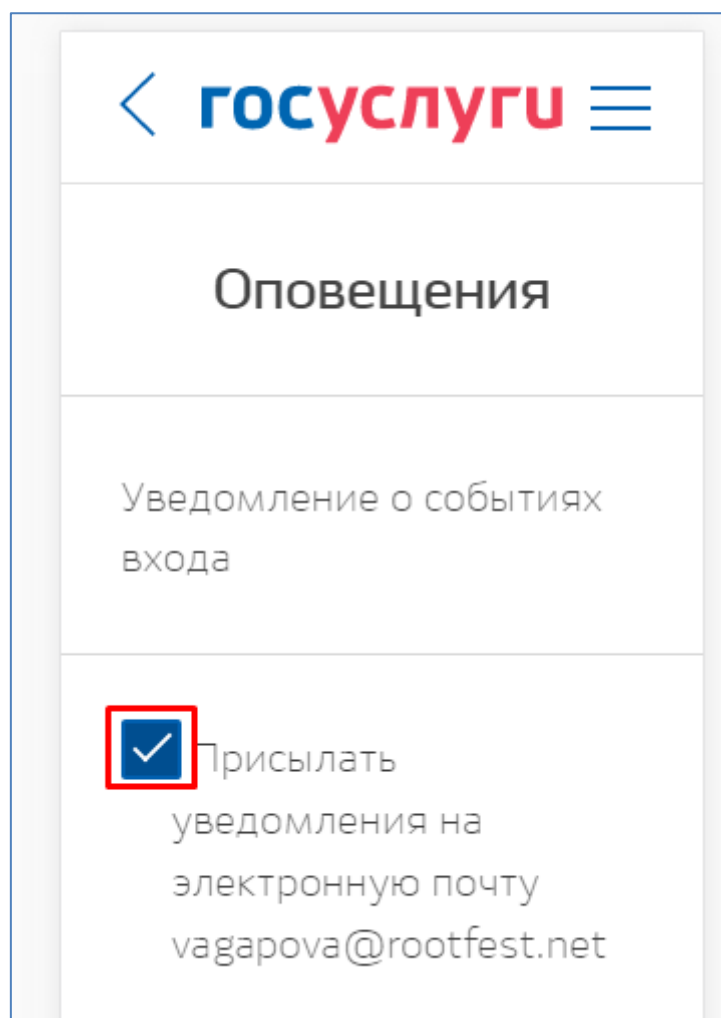 госуслуги
Оповещения
Уведомление о событиях
входа
Присылать
уведомления на
электронную почту
vagapova@rootfest.net